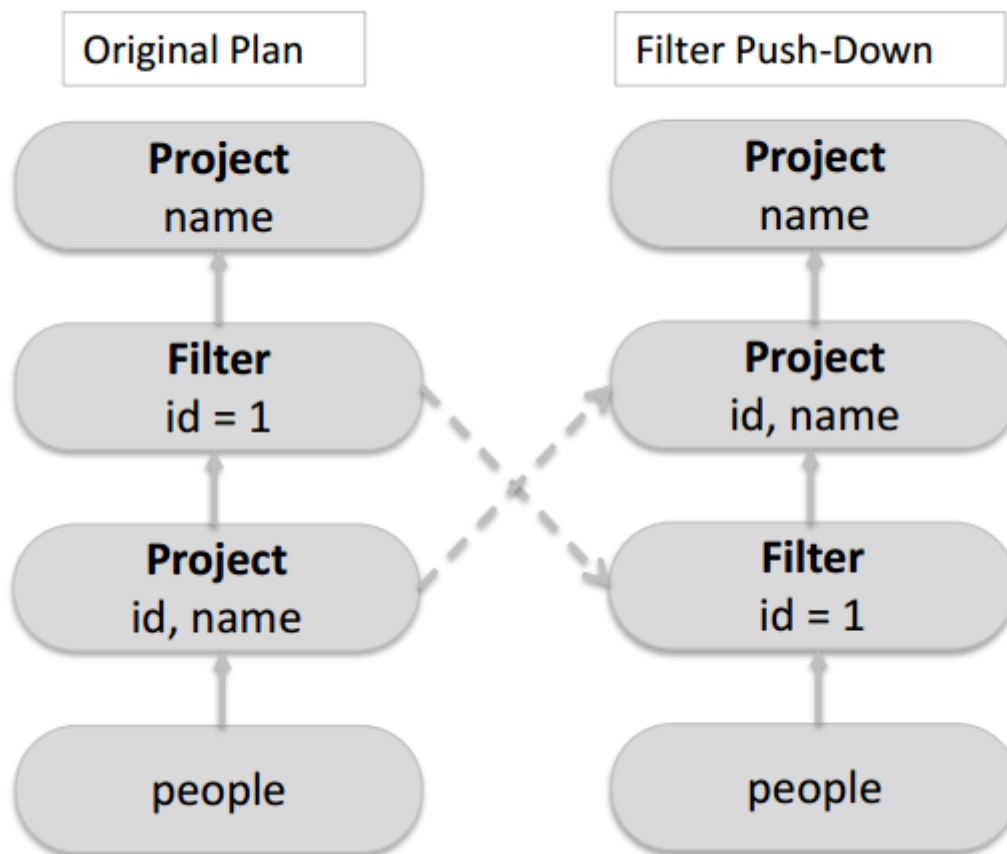 Original Plan
Project
name
Filter
id = 1
Project
id, name
people
Filter Push-Down
Project
name
Project
id, name
Filter
id = 1
people